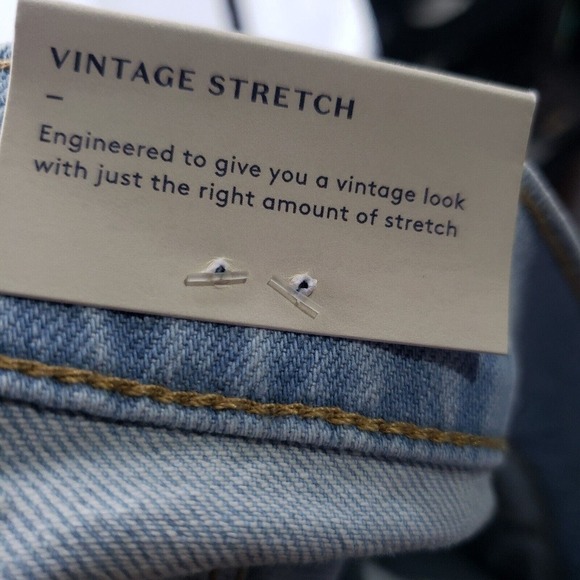 VINTAGE STRETCH
–
Engineered to give you a vintage look
with just the right amount of stretch